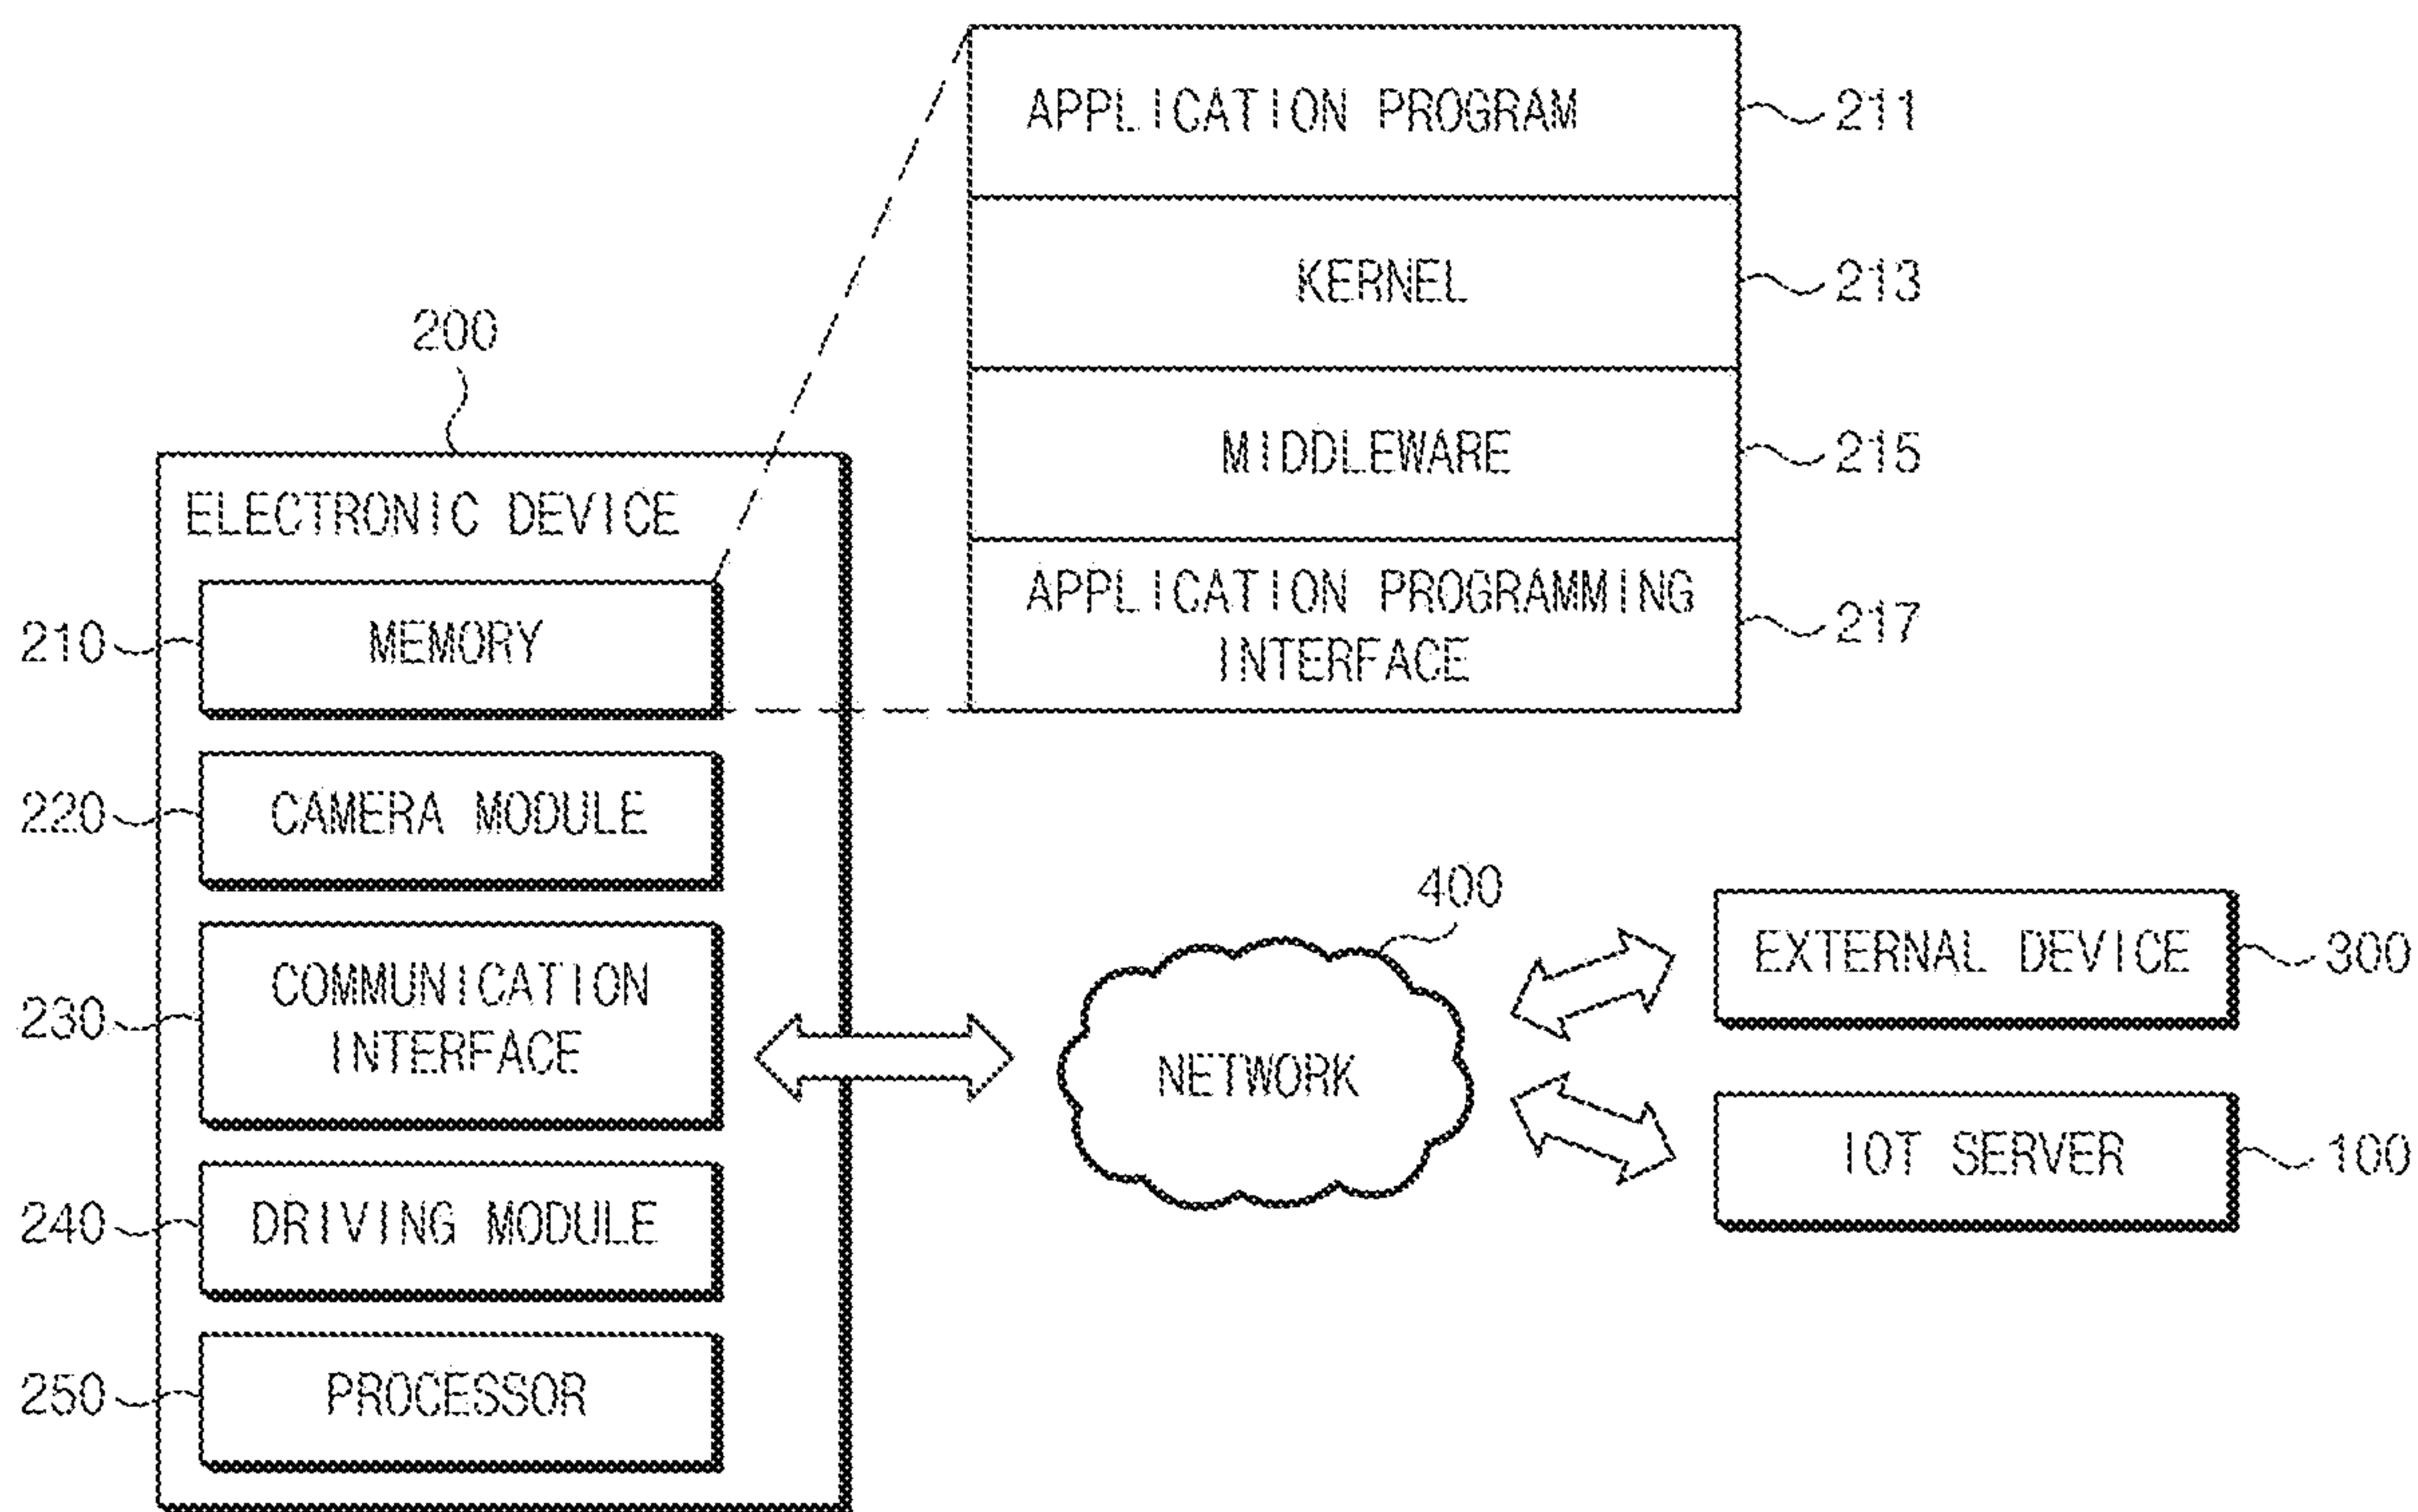 APPLICATION PROGRAM
211
KERNEL
213
MIDDLEWARE
215
APPLICATION PROGRAMMING
INTERFACE
217
200
ELECTRONIC DEVICE
210
MEMORY
220
CAMERA MODULE
230
COMMUNICATION
INTERFACE
240
DRIVING MODULE
250
PROCESSOR
400
NETWORK
EXTERNAL DEVICE
300
IOT SERVER
100